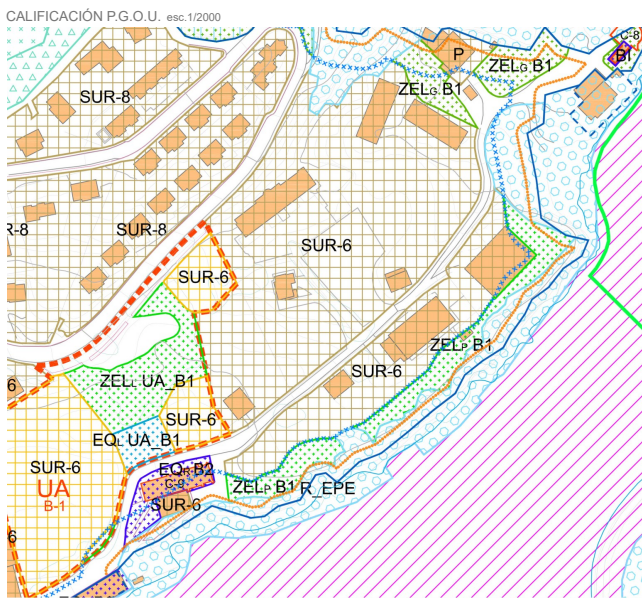 CALIFICACIÓN P.G.O.U. esc.1/2000
C-8
P
BI
ZELG B1
ZELG B1
SUR-8
R-8
SUR-8
SUR-6
SUR-6
ZELP B1
SUR-6
ZELL UA_B1
6
SUR-6
EQL UA_B1
SUR-6
EQR B2
C-9
UA
B-1
ZELP B1
R_EPE
SUR-6
6